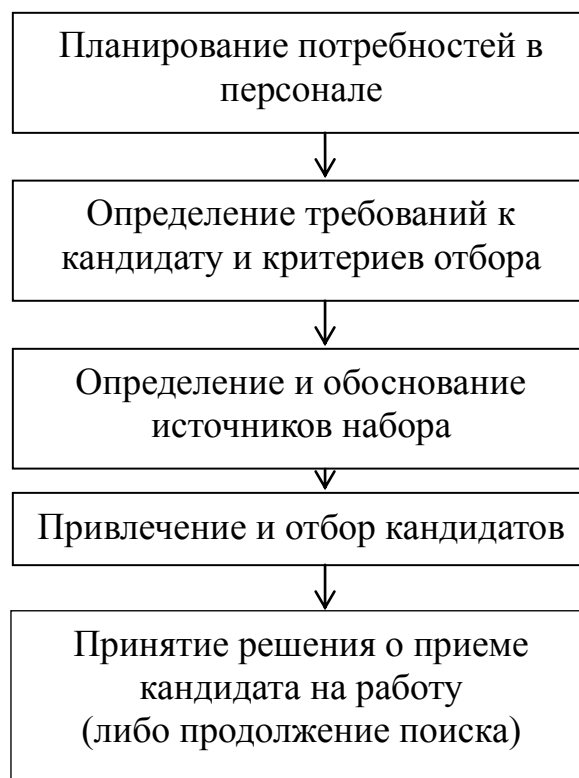 Планирование потребностей в
персонале
Определение требований к
кандидату и критериев отбора
Определение и обоснование
источников набора
Привлечение и отбор кандидатов
Принятие решения о приеме
кандидата на работу
(либо продолжение поиска)